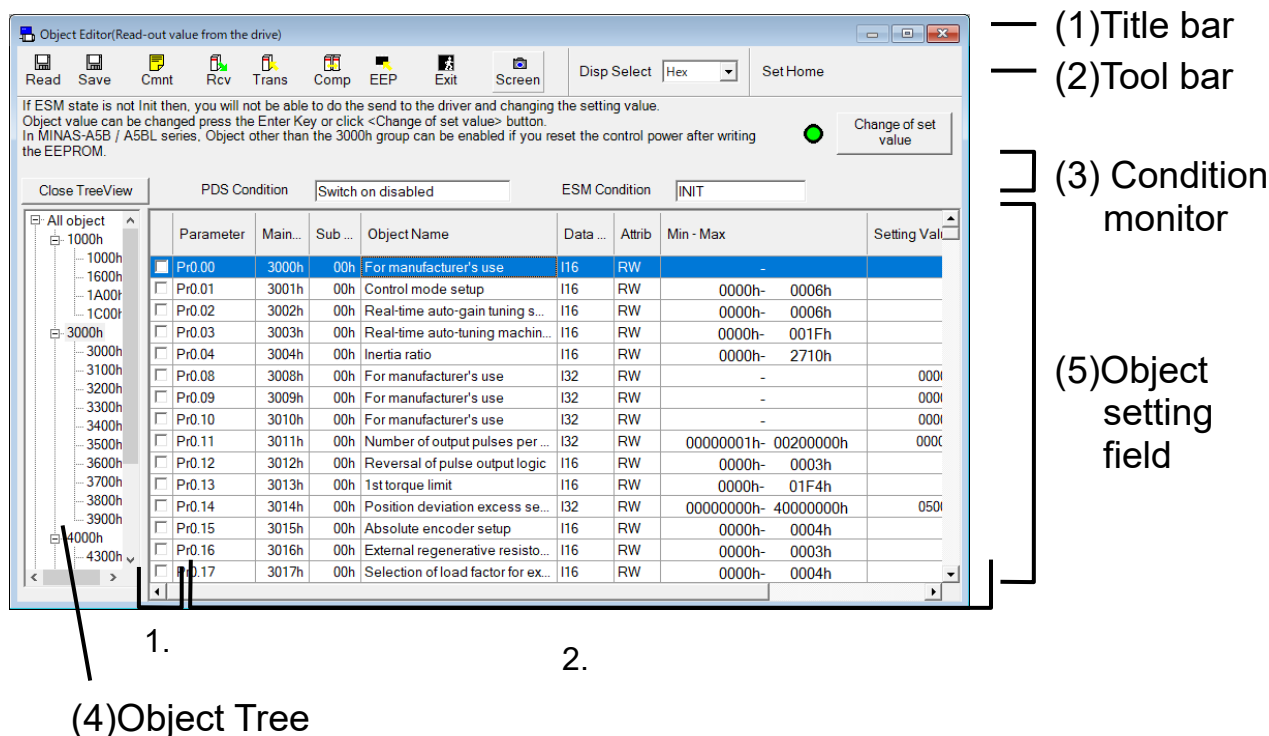 Object Editor(Read-out value from the drive)
(1)Title bar
Read Save Cmnt Rcv Trans Comp EEP Exit Screen Disp Select Hex Set Home
(2)Tool bar
If ESM state is not Init then, you will not be able to do the send to the driver and changing the setting value.
Object value can be changed press the Enter Key or click <Change of set value> button.
In MINAS-A5B / A5BL series, Object other than the 3000h group can be enabled if you reset the control power after writing
the EEPROM.
Change of set
value
(3) Condition
monitor
Close TreeView PDS Condition Switch on disabled ESM Condition INIT
All object
1000h
1000h
1600h
1A00h
1C00h
3000h
3000h
3100h
3200h
3300h
3400h
3500h
3600h
3700h
3800h
3900h
4000h
4300h
Parameter Main... Sub ... Object Name Data ... Attrib Min - Max Setting Val
Pr0.00 3000h 00h For manufacturer's use I16 RW -
Pr0.01 3001h 00h Control mode setup I16 RW 0000h- 0006h
Pr0.02 3002h 00h Real-time auto-gain tuning s... I16 RW 0000h- 0006h
Pr0.03 3003h 00h Real-time auto-tuning machin... I16 RW 0000h- 001Fh
Pr0.04 3004h 00h Inertia ratio I16 RW 0000h- 2710h
Pr0.08 3008h 00h For manufacturer's use I32 RW - 000
Pr0.09 3009h 00h For manufacturer's use I32 RW - 000
Pr0.10 3010h 00h For manufacturer's use I32 RW - 000
Pr0.11 3011h 00h Number of output pulses per ... I32 RW 00000001h- 00200000h 000
Pr0.12 3012h 00h Reversal of pulse output logic I16 RW 0000h- 0003h
Pr0.13 3013h 00h 1st torque limit I16 RW 0000h- 01F4h
Pr0.14 3014h 00h Position deviation excess se... I32 RW 00000000h- 40000000h 050
Pr0.15 3015h 00h Absolute encoder setup I16 RW 0000h- 0004h
Pr0.16 3016h 00h External regenerative resisto... I16 RW 0000h- 0003h
Pr0.17 3017h 00h Selection of load factor for ex... I16 RW 0000h- 0004h
(5)Object
setting
field
1.
2.
(4)Object Tree